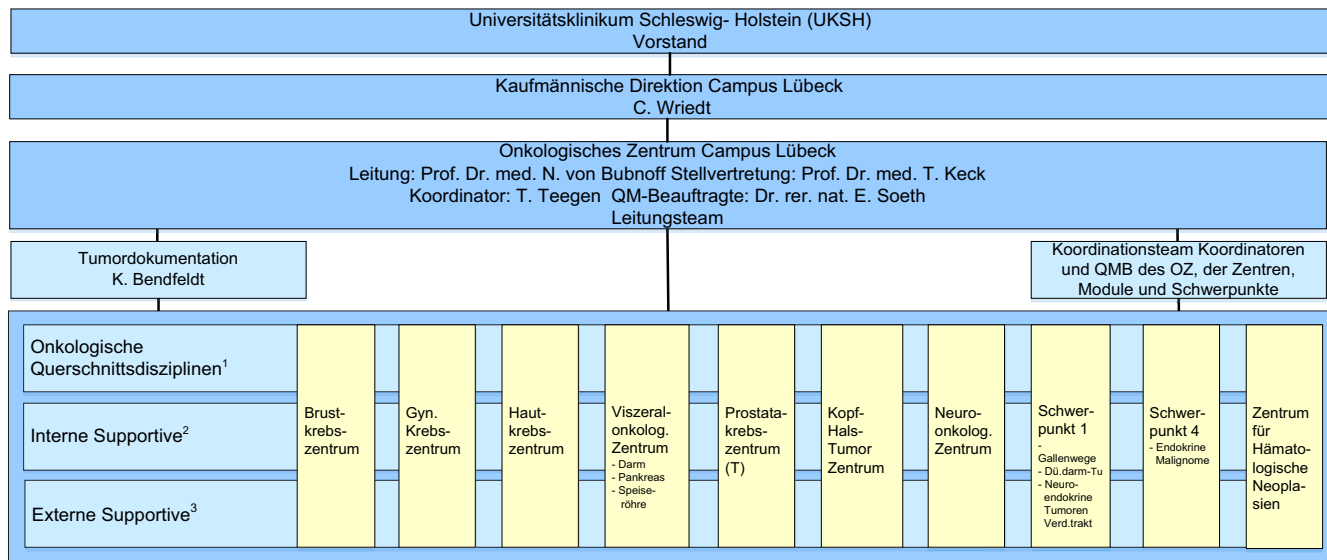 Universitätsklinikum Schleswig- Holstein (UKSH)
Vorstand
Kaufmännische Direktion Campus Lübeck
C. Wriedt
Onkologisches Zentrum Campus Lübeck
Leitung: Prof. Dr. med. N. von Bubnoff Stellvertretung: Prof. Dr. med. T. Keck
Koordinator: T. Teegen QM-Beauftragte: Dr. rer. nat. E. Soeth
Leitungsteam
Tumordokumentation
K. Bendfeldt
Koordinationsteam Koordinatoren
und QMB des OZ, der Zentren,
Module und Schwerpunkte
Onkologische
Querschnittsdisziplinen1
Interne Supportive2
Externe Supportive3
Brust-
krebs-
zentrum
Gyn.
Krebs-
zentrum
Haut-
krebs-
zentrum
Viszeral-
onkolog.
Zentrum
- Darm
- Pankreas
- Speise-
röhre
Prostata-
krebs-
zentrum
(T)
Kopf-
Hals-
Tumor
Zentrum
Neuro-
onkolog.
Zentrum
Schwer-
punkt 1
-
Gallenwege
- Dü.darm-Tu
- Neuro-
endokrine
Tumoren
Verd.trakt
Schwer-
punkt 4
- Endokrine
Malignome
Zentrum
für
Hämato-
logische
Neopla-
sien